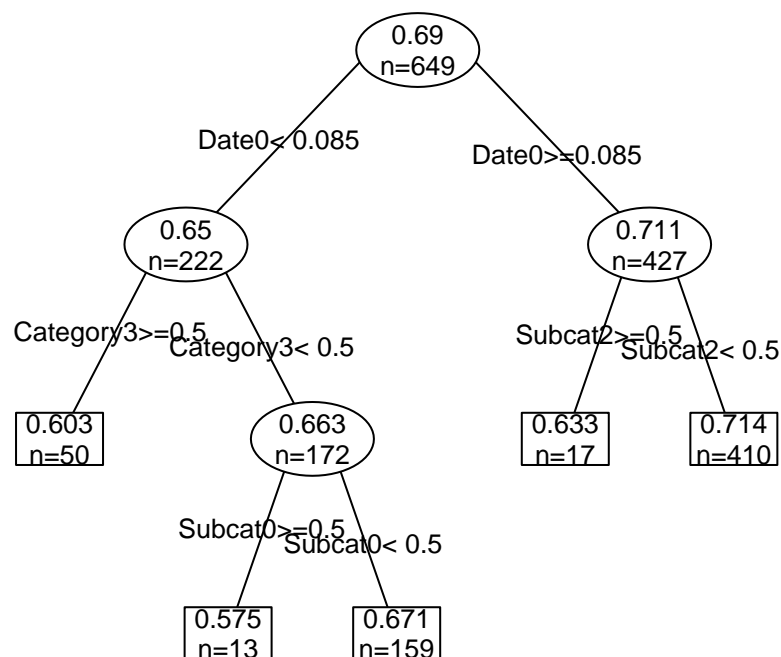 0.69
n=649
Date0< 0.085
Date0>=0.085
0.65
n=222
0.711
n=427
Category3>=0.5
Category3< 0.5
Subcat2>=0.5
Subcat2< 0.5
0.603
n=50
0.663
n=172
0.633
n=17
0.714
n=410
Subcat0>=0.5
Subcat0< 0.5
0.575
n=13
0.671
n=159